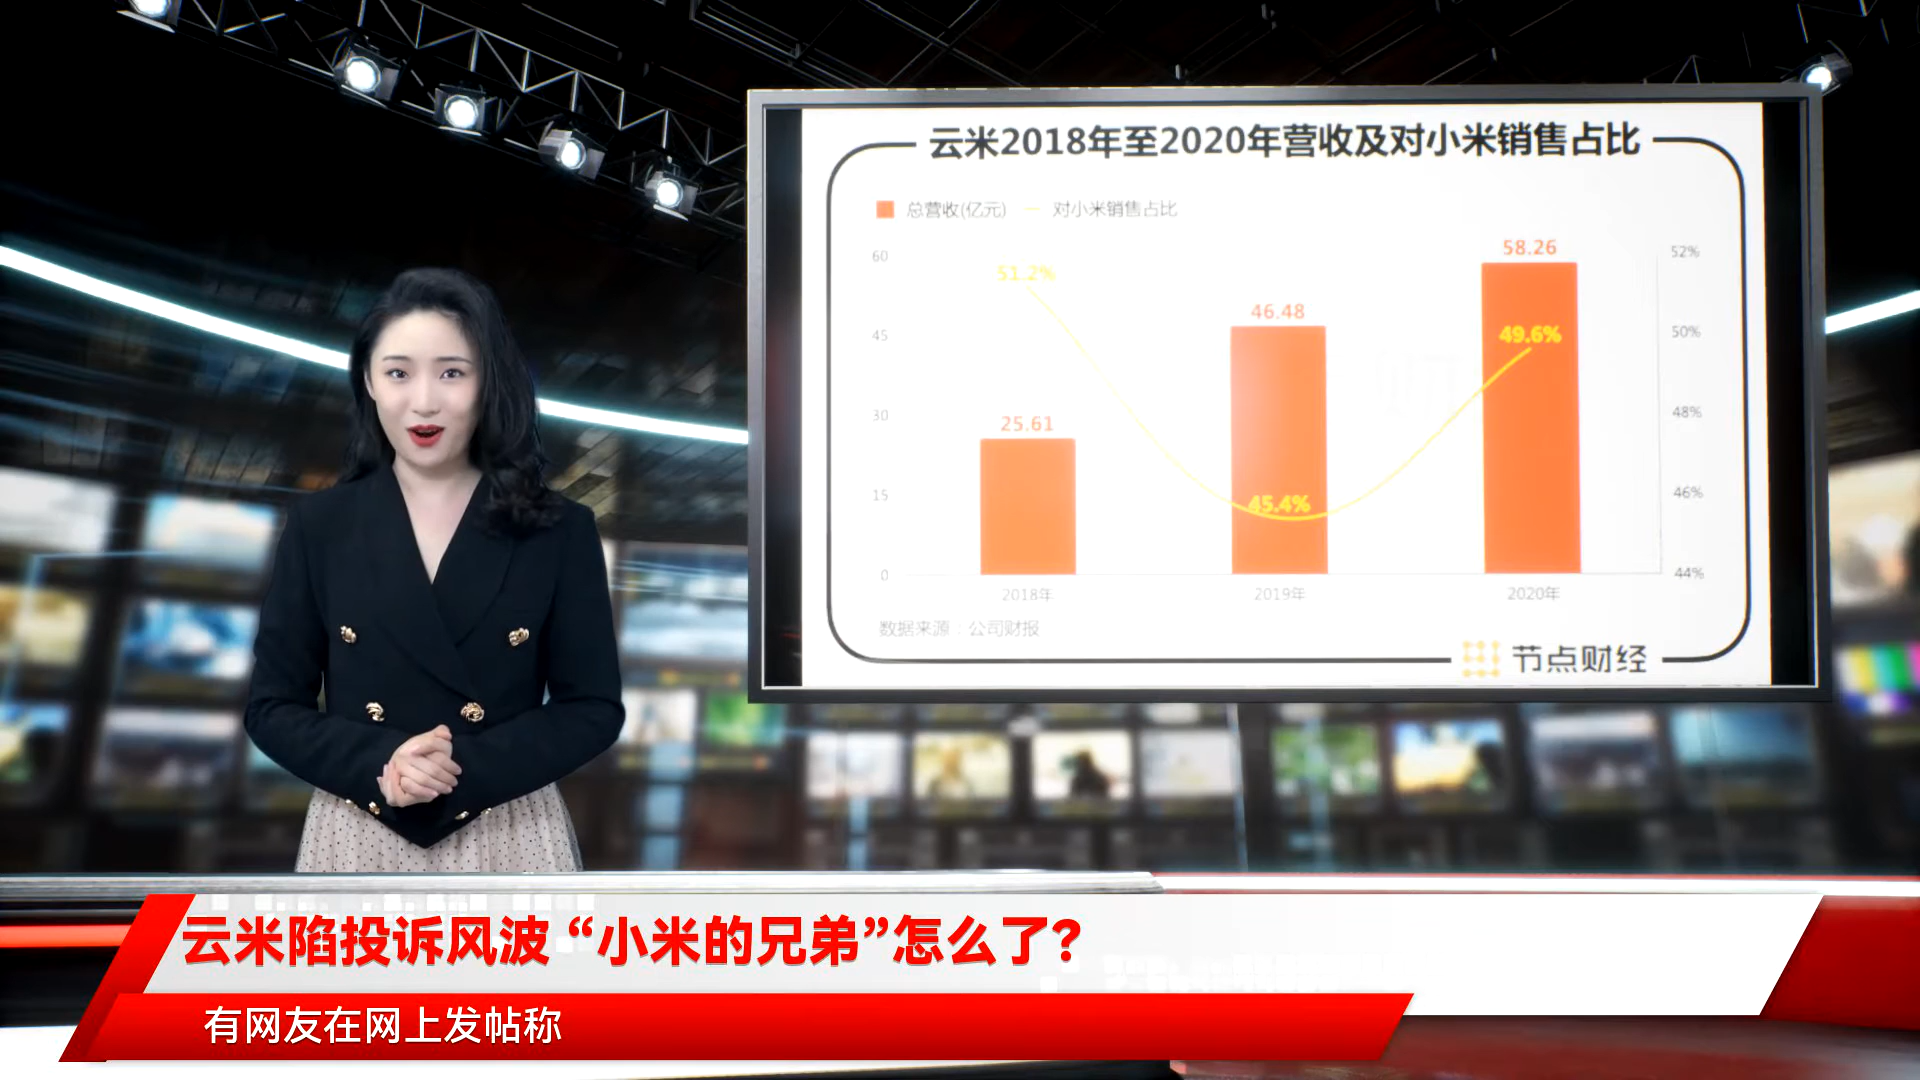 云米2018年至2020年营收及对小米销售占比
总营收(亿元) 对小米销售占比
60
45
30
15
0
51.2%
25.61
46.48
45.4%
58.26
49.6%
52%
50%
48%
46%
44%
2018年 2019年 2020年
数据来源：公司财报
节点财经
云米陷投诉风波 “小米的兄弟”怎么了？
有网友在网上发帖称